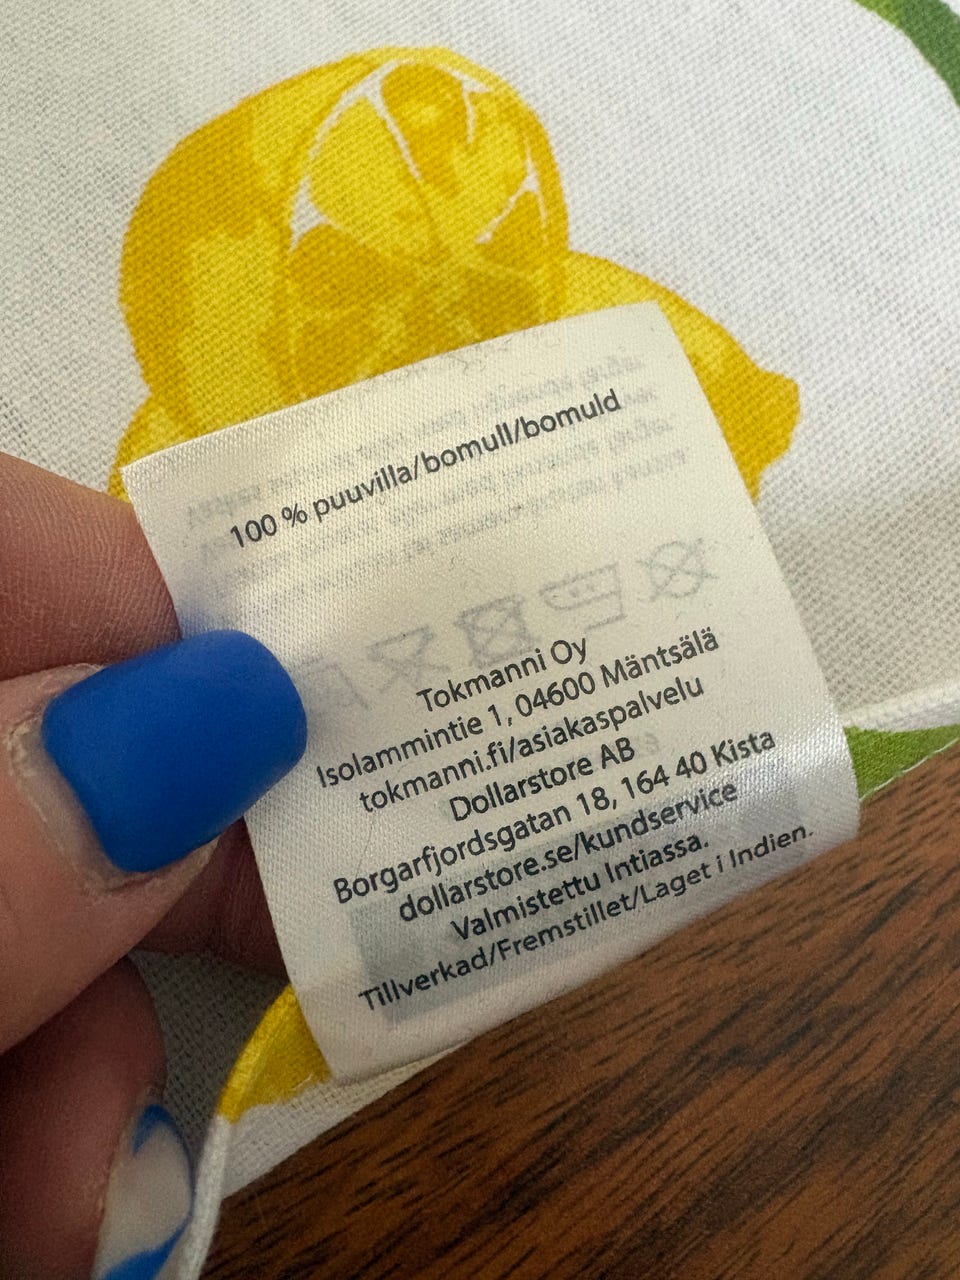 100 % puuvilla/bomull/bomuld
Tokmanni Oy
Isolammintie 1, 04600 Mäntsälä
tokmanni.fi/asiakaspalvelu
Dollarstore AB
Borgarfjordsgatan 18, 164 40 Kista
dollarstore.se/kundservice
Valmistettu Intiassa.
Tillverkad/Fremstillet/Laget i Indien.